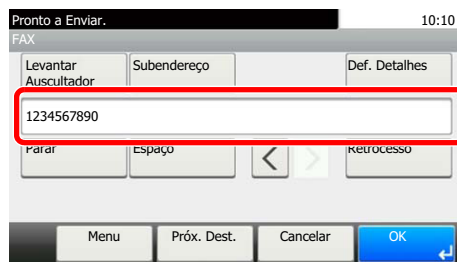 Pronto a Enviar. 10:10
FAX
Levantar Auscultador Subendereço Def. Detalhes
1234567890
Parar Espaço < > Retrocesso
Menu Próx. Dest. Cancelar OK